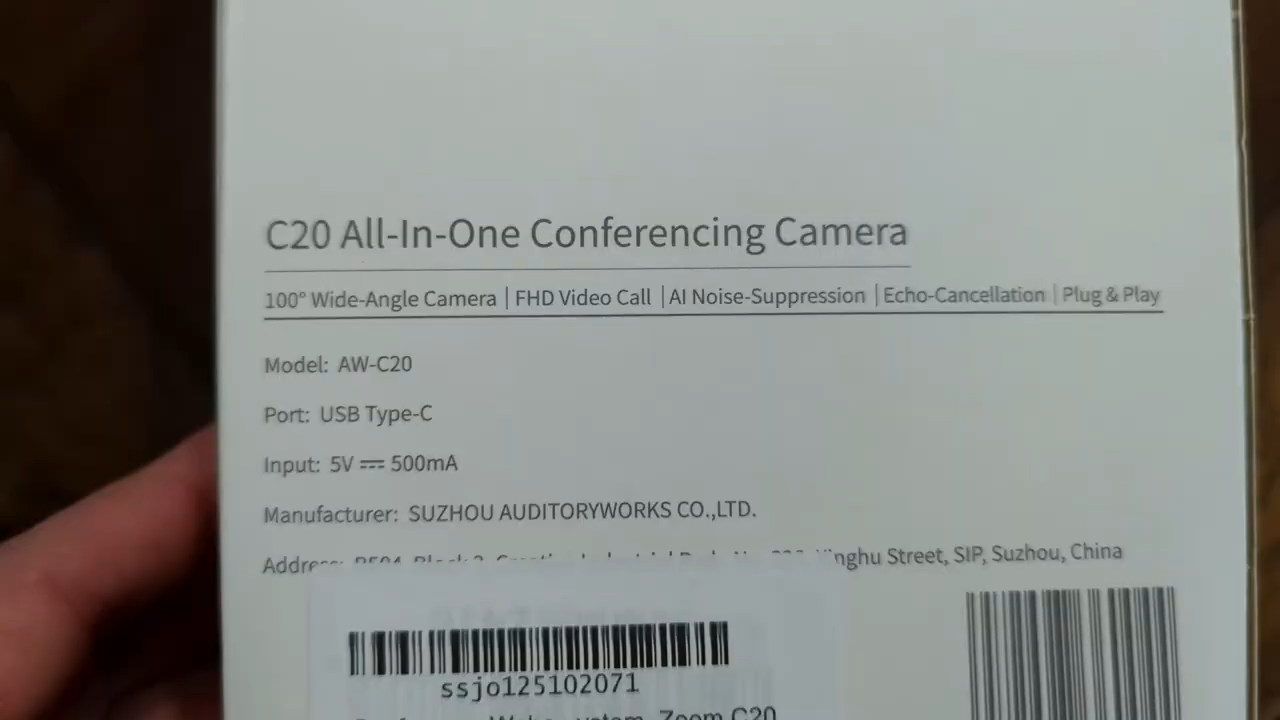 C20 All-In-One Conferencing Camera
100° Wide-Angle Camera | FHD Video Call | AI Noise-Suppression | Echo-Cancellation | Plug & Play
Model: AW-C20
Port: USB Type-C
Input: 5V ⎓ 500mA
Manufacturer: SUZHOU AUDITORYWORKS CO.,LTD.
Street, SIP, Suzhou, China
ssjo125102071
Zoom C20